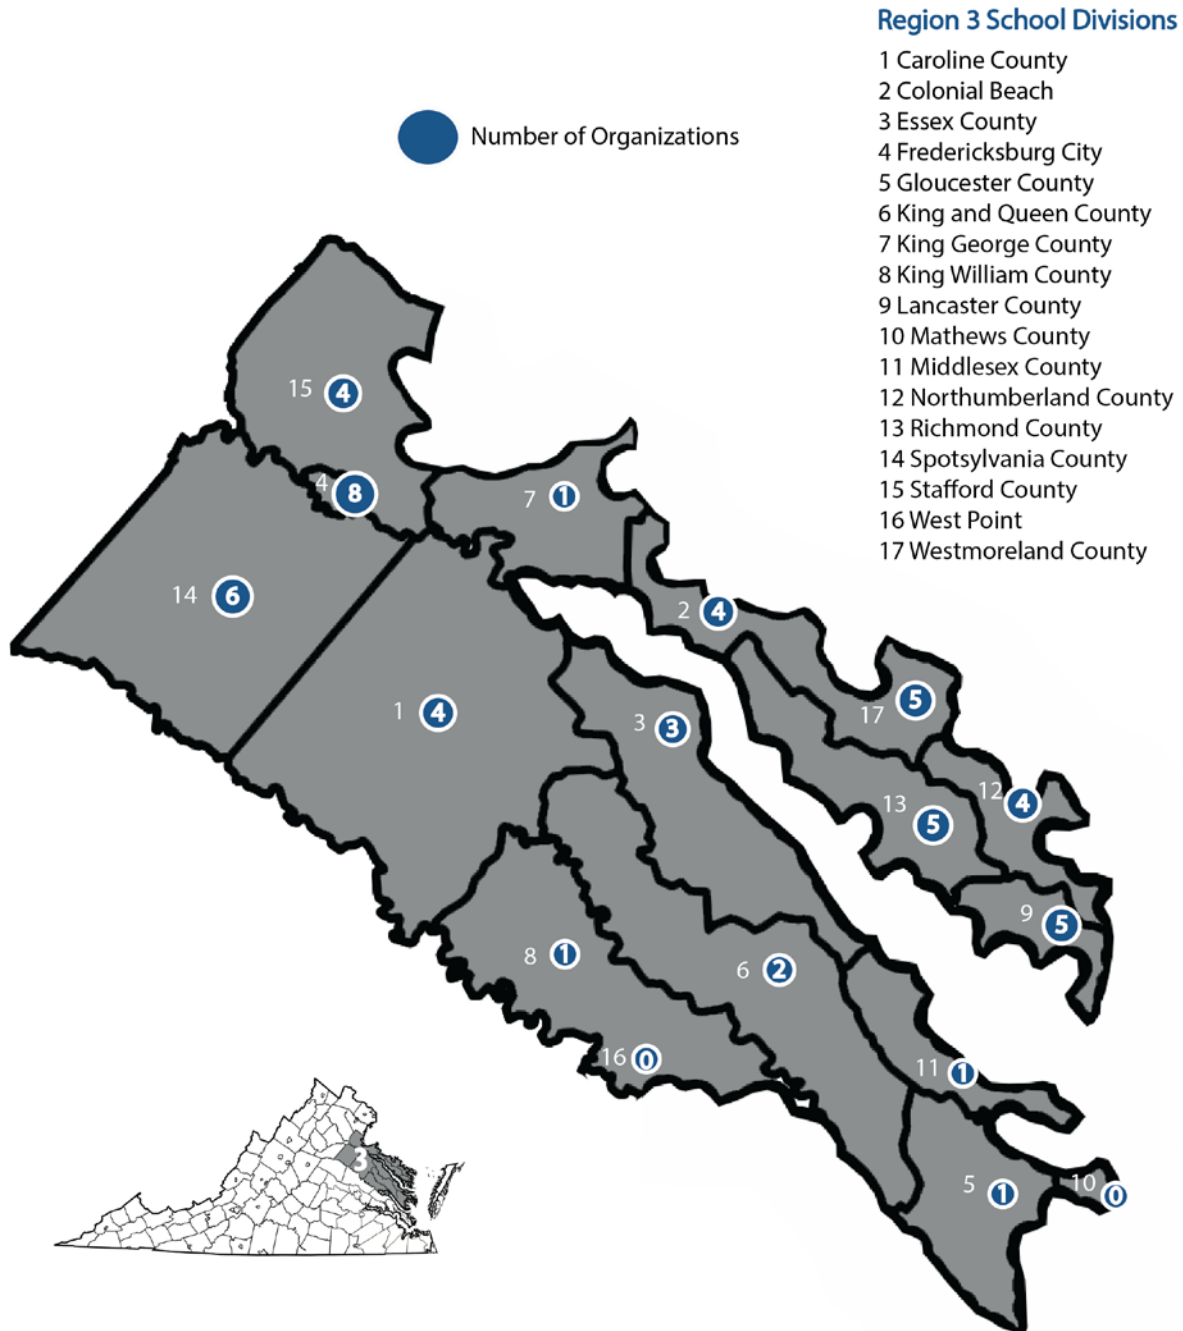 Region 3 School Divisions
1 Caroline County
2 Colonial Beach
3 Essex County
4 Fredericksburg City
5 Gloucester County
6 King and Queen County
7 King George County
8 King William County
9 Lancaster County
10 Mathews County
11 Middlesex County
12 Northumberland County
13 Richmond County
14 Spotsylvania County
15 Stafford County
16 West Point
17 Westmoreland County
Number of Organizations
15 4
4 8
7 1
14 6
2 4
1 4
3 3
17 5
12 4
13 5
9 5
8 1
6 2
16 0
11 1
5 1
10 0
3